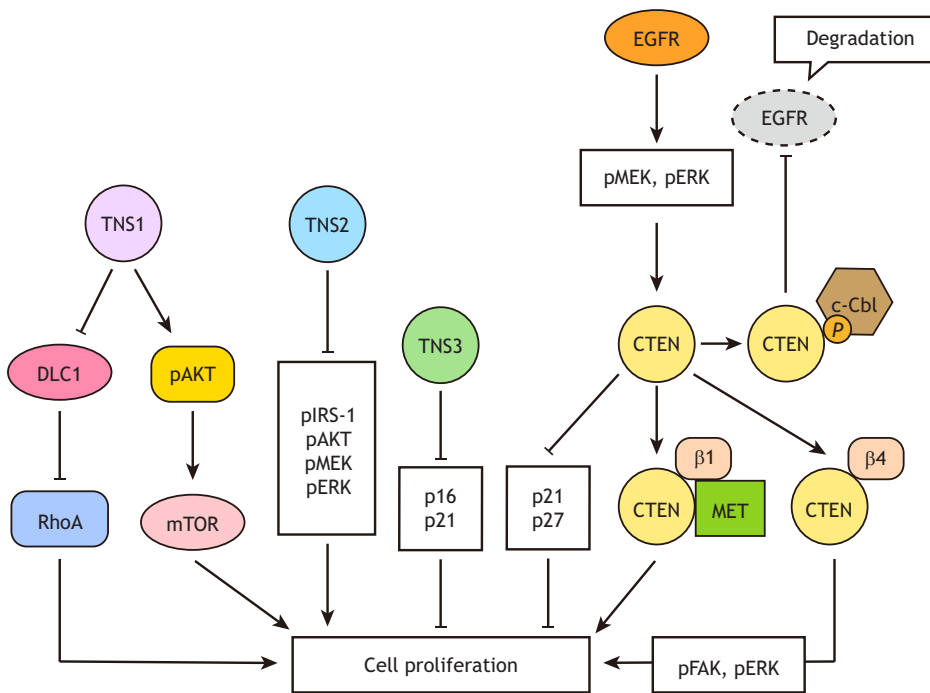 EGFR
Degradation
EGFR
pMEK, pERK
TNS1
TNS2
TNS3
CTEN
CTEN
c-Cbl
P
DLC1
pAKT
pIRS-1
pAKT
pMEK
pERK
p16
p21
p21
p27
β1
CTEN
MET
β4
CTEN
RhoA
mTOR
Cell proliferation
pFAK, pERK